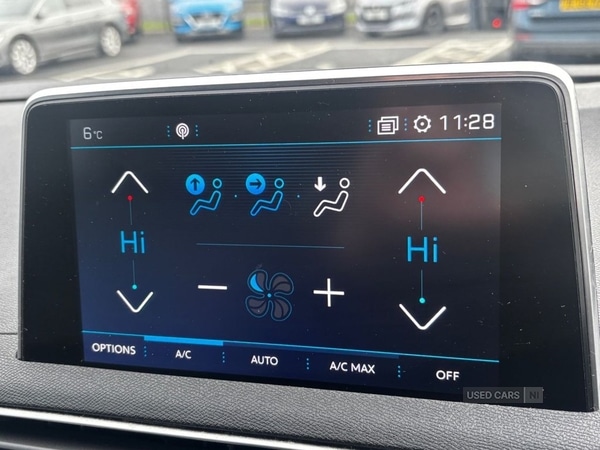 6°C 11:28
Hi Hi
− +
OPTIONS A/C AUTO A/C MAX OFF
USED CARS NI